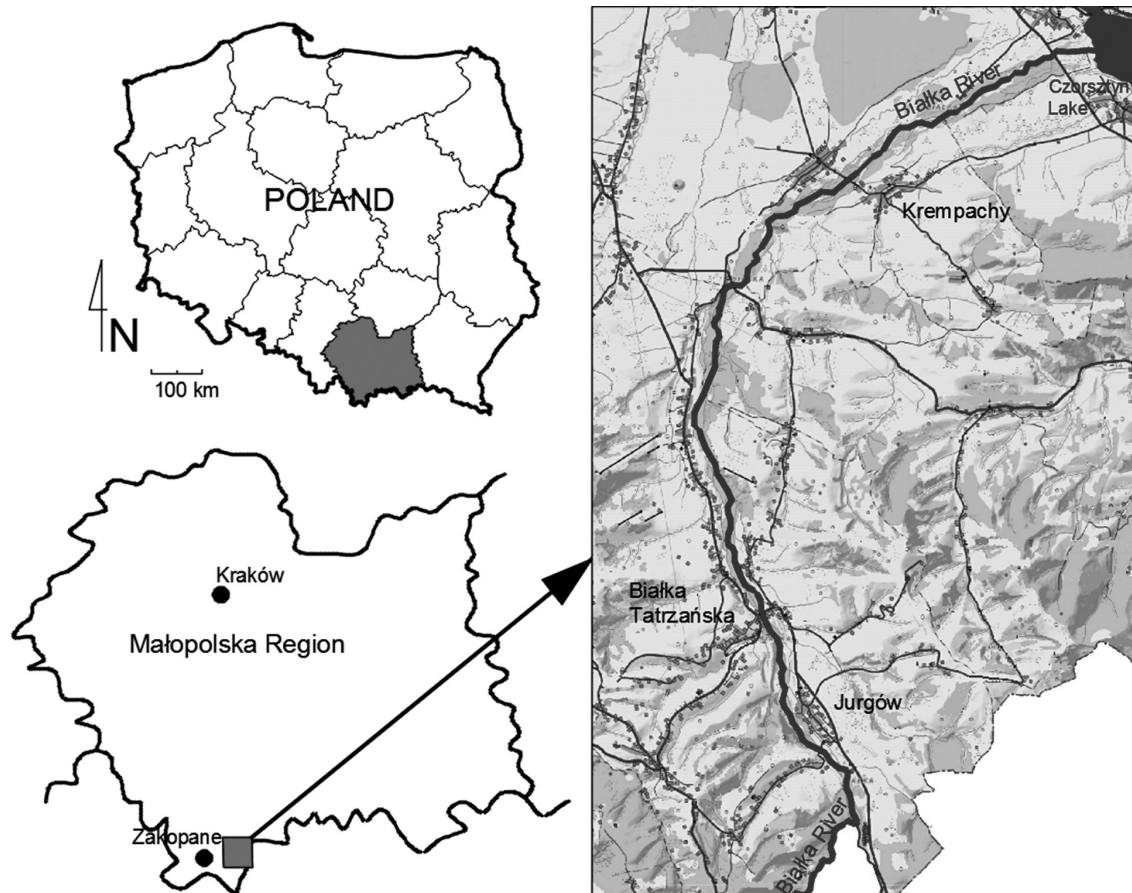 POLAND
N
100 km
Kraków
Małopolska Region
Zakopane
Białka River
Czorsztyn
Lake
Krempachy
Białka
Tatrzańska
Jurgów
Białka River